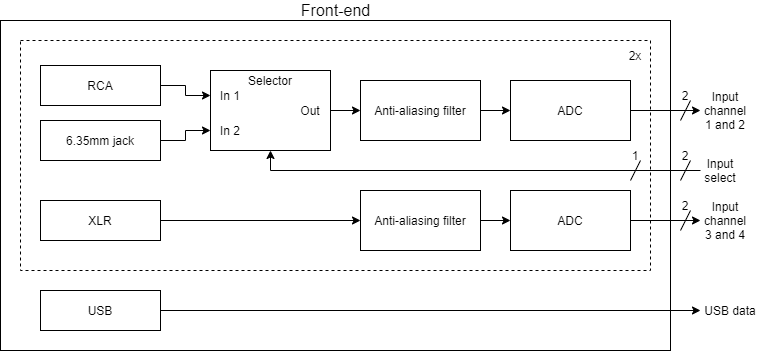 Front-end
2x
RCA
Selector
In 1
Out
In 2
6.35mm jack
Anti-aliasing filter
ADC
2
Input
channel
1 and 2
1
2
Input
select
XLR
Anti-aliasing filter
ADC
2
Input
channel
3 and 4
USB
USB data